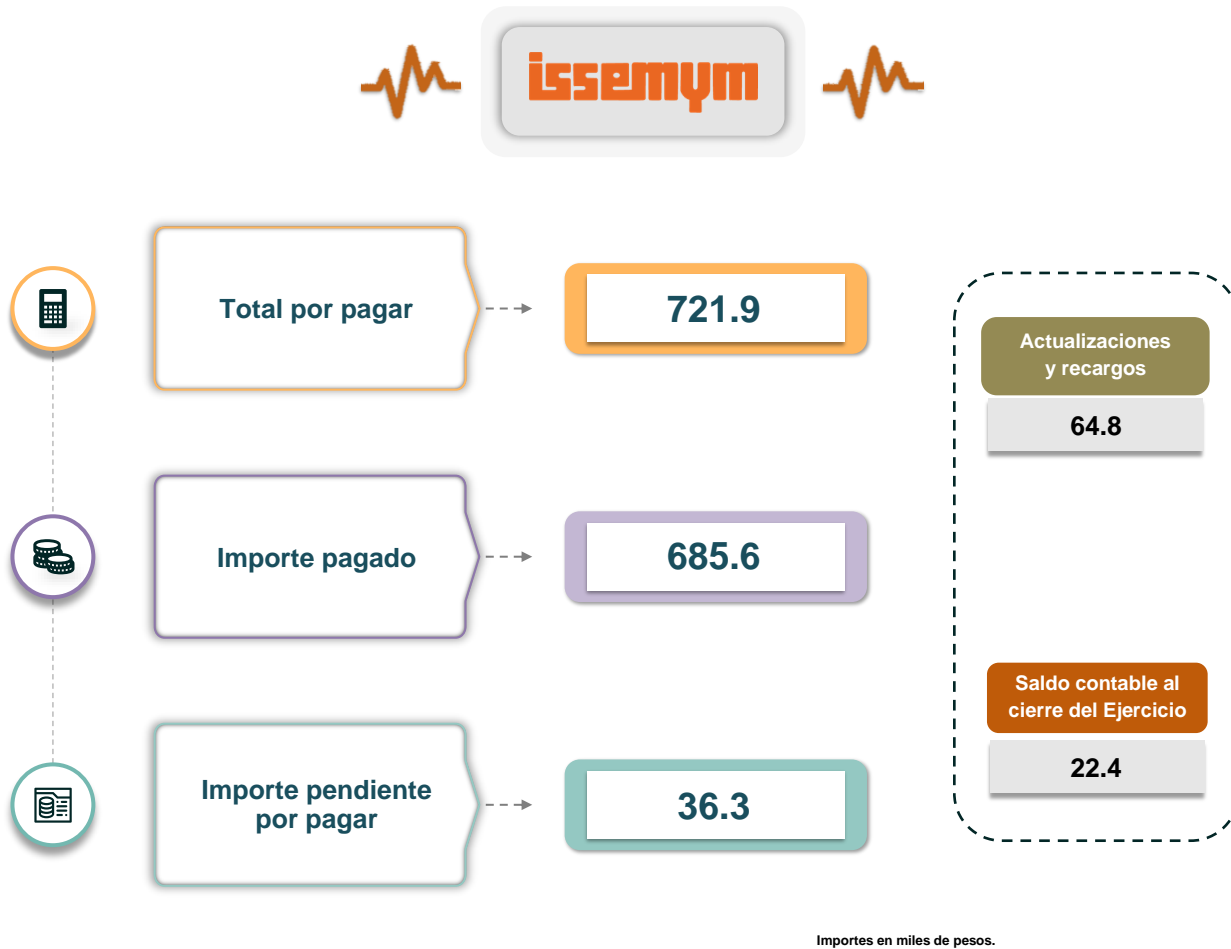 issemym
Total por pagar
721.9
Actualizaciones
y recargos
64.8
Importe pagado
685.6
Importe pendiente
por pagar
36.3
Saldo contable al
cierre del Ejercicio
22.4
Importes en miles de pesos.